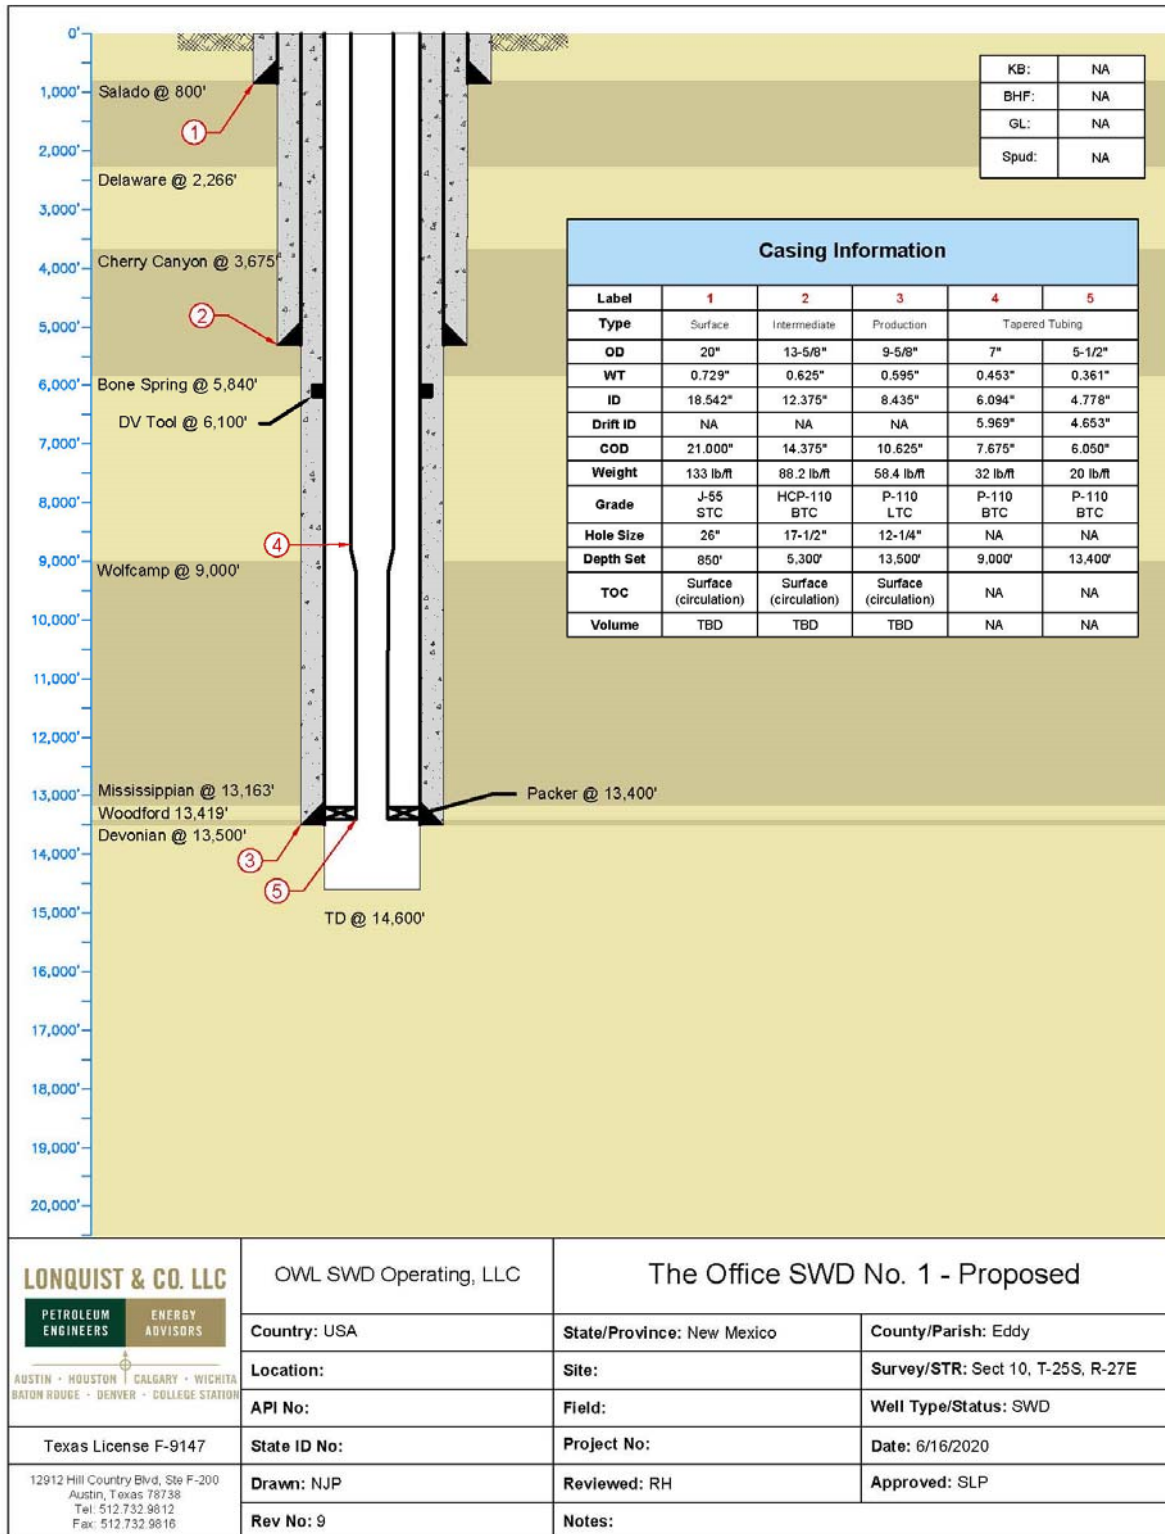 0'
1,000'
2,000'
3,000'
4,000'
5,000'
6,000'
7,000'
8,000'
9,000'
10,000'
11,000'
12,000'
13,000'
14,000'
15,000'
16,000'
17,000'
18,000'
19,000'
20,000'
Salado @ 800'
1
Delaware @ 2,266'
Cherry Canyon @ 3,675'
2
Bone Spring @ 5,840'
DV Tool @ 6,100'
4
Wolfcamp @ 9,000'
Mississippian @ 13,163'
Packer @ 13,400'
Woodford 13,419'
Devonian @ 13,500'
3
5
TD @ 14,600'
KB: NA
BHF: NA
GL: NA
Spud: NA
Casing Information
Label 1 2 3 4 5
Type Surface Intermediate Production Tapered Tubing
OD 20" 13-5/8" 9-5/8" 7" 5-1/2"
WT 0.729" 0.625" 0.595" 0.453" 0.361"
ID 18.542" 12.375" 8.435" 6.094" 4.778"
Drift ID NA NA NA 5.969" 4.653"
COD 21.000" 14.375" 10.625" 7.675" 6.050"
Weight 133 lb/ft 88.2 lb/ft 58.4 lb/ft 32 lb/ft 20 lb/ft
Grade J-55 STC HCP-110 BTC P-110 LTC P-110 BTC P-110 BTC
Hole Size 26" 17-1/2" 12-1/4" NA NA
Depth Set 850' 5,300' 13,500' 9,000' 13,400'
TOC Surface (circulation) Surface (circulation) Surface (circulation) NA NA
Volume TBD TBD TBD NA NA
LONQUIST & CO. LLC
PETROLEUM ENGINEERS
ENERGY ADVISORS
AUSTIN · HOUSTON CALGARY · WICHITA
BATON ROUGE · DENVER · COLLEGE STATION
Texas License F-9147
12912 Hill Country Blvd, Ste F-200
Austin, Texas 78738
Tel: 512.732.9812
Fax: 512.732.9816
OWL SWD Operating, LLC
The Office SWD No. 1 - Proposed
Country: USA
State/Province: New Mexico
County/Parish: Eddy
Location:
Site:
Survey/STR: Sect 10, T-25S, R-27E
API No:
Field:
Well Type/Status: SWD
State ID No:
Project No:
Date: 6/16/2020
Drawn: NJP
Reviewed: RH
Approved: SLP
Rev No: 9
Notes: